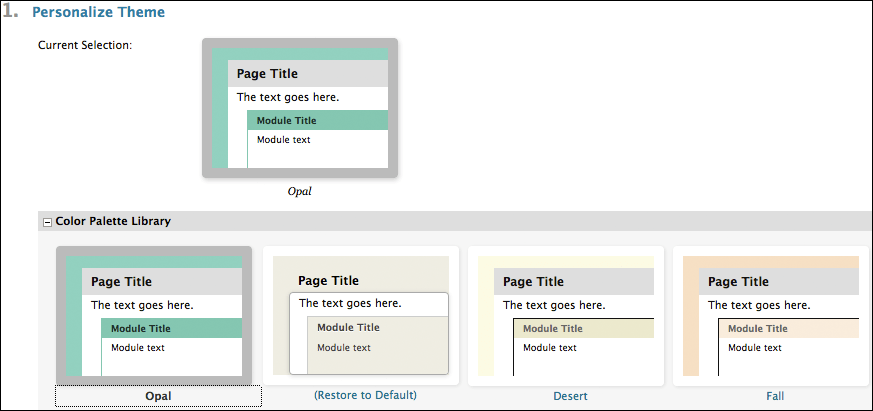 1. Personalize Theme
Current Selection:
Page Title
The text goes here.
Module Title
Module text
Opal
Color Palette Library
Page Title
The text goes here.
Module Title
Module text
Opal
Page Title
The text goes here.
Module Title
Module text
(Restore to Default)
Page Title
The text goes here.
Module Title
Module text
Desert
Page Title
The text goes here.
Module Title
Module text
Fall